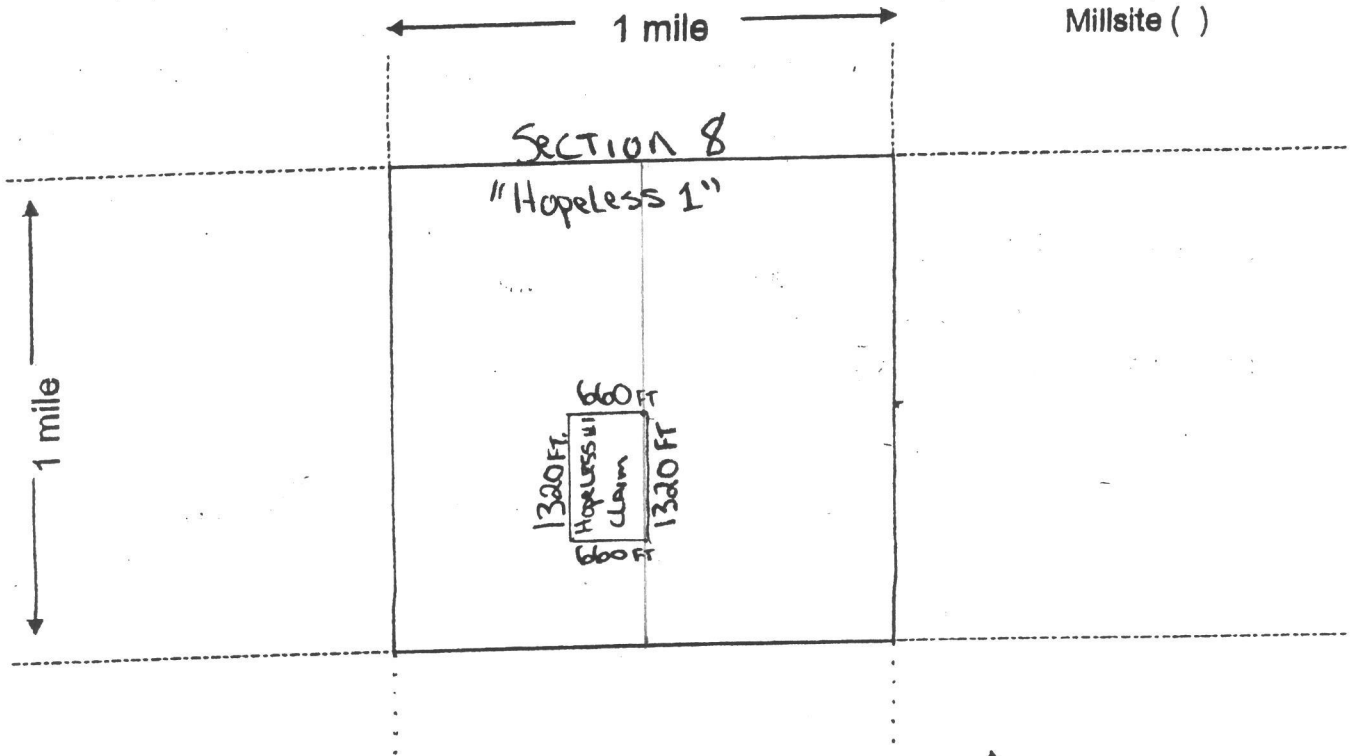 1 mile
Millsite ( )
Section 8
"Hopeless 1"
1 mile
660 FT
1320 FT.
Hopeless #1
Claim
1320 FT
660 FT